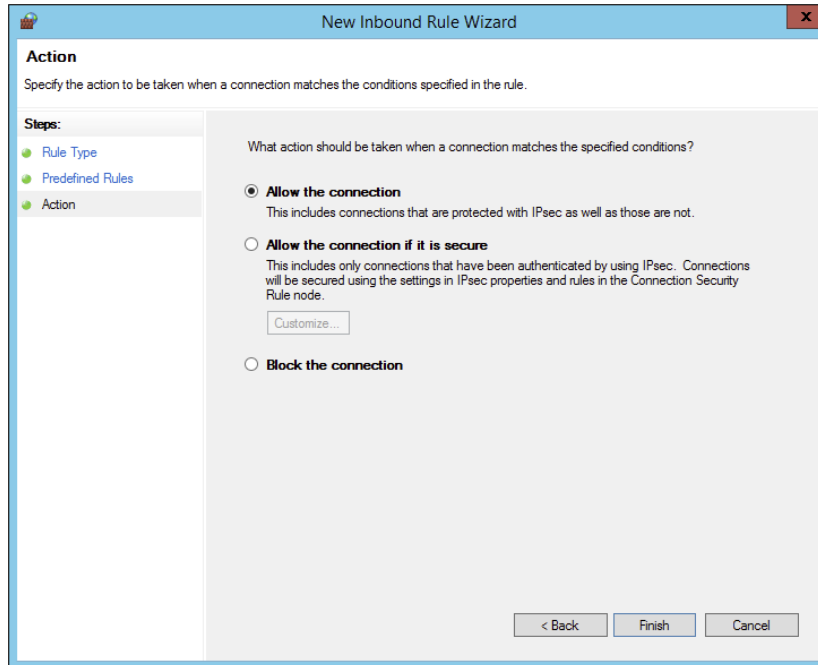 New Inbound Rule Wizard
x
Action
Specify the action to be taken when a connection matches the conditions specified in the rule.
Steps:
Rule Type
Predefined Rules
Action
What action should be taken when a connection matches the specified conditions?
Allow the connection
This includes connections that are protected with IPsec as well as those are not.
Allow the connection if it is secure
This includes only connections that have been authenticated by using IPsec.  Connections
will be secured using the settings in IPsec properties and rules in the Connection Security
Rule node.
Customize...
Block the connection
< Back
Finish
Cancel